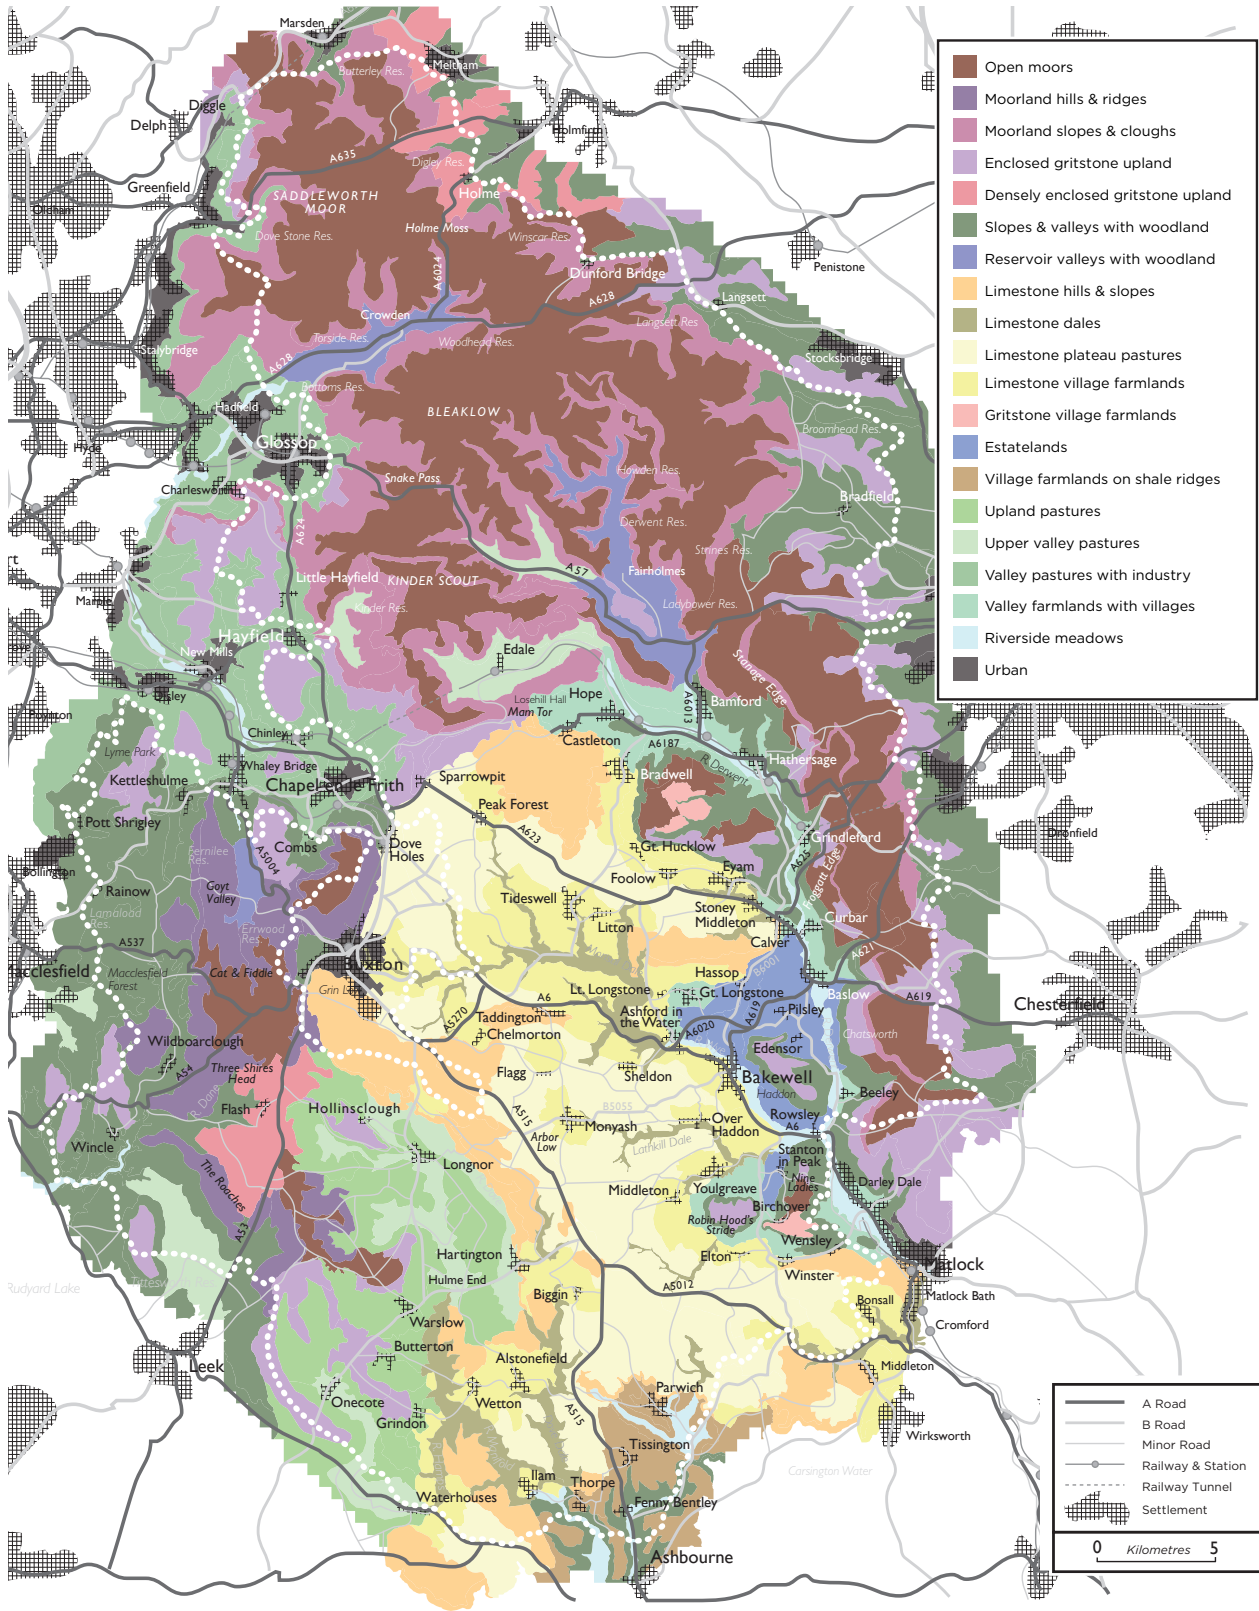 Marsden
Butterley Res.
Meltham
Diggle
Delph
Holmfirth
A635
Digley Res.
Greenfield
Holme
SADDLEWORTH
MOOR
Oldham
Holme Moss
Dove Stone Res.
Winscar Res.
Penistone
Dunford Bridge
A6024
A628
Langsett
Crowden
Langsett Res
Torside Res.
Woodhead Res.
Stalybridge
Stocksbridge
A628
Bottoms Res.
Hadfield
BLEAKLOW
Broomhead Res.
Hyde
Glossop
Howden Res.
Snake Pass
Charlesworth
Bradfield
A624
Derwent Res.
Strines Res.
A57
Fairholmes
Little Hayfield
KINDER SCOUT
Marple
Kinder Res.
Ladybower Res.
Hayfield
New Mills
Edale
Stanage Edge
Disley
Losehill Hall
Hope
A6013
Bamford
Poynton
Mam Tor
Chinley
Castleton
A6187
Lyme Park
Whaley Bridge
R. Derwent
Hathersage
Kettleshulme
Chapel-en-le-Frith
Sparrowpit
Bradwell
Peak Forest
Pott Shrigley
A623
Grindleford
Dronfield
Combs
Dove
Holes
Fernilee
Res.
A5004
Gt. Hucklow
A625
Bollington
Eyam
Foolow
Froggatt Edge
Rainow
Goyt
Valley
Tideswell
Stoney
Middleton
Lamaload
Res.
Litton
Curbar
Errwood
Res.
Calver
A537
A621
Macclesfield
Macclesfield
Forest
Cat & Fiddle
Buxton
Hassop
B6001
Lt. Longstone
Gt. Longstone
Baslow
A619
A6
Chesterfield
Taddington
Ashford in
the Water
A619
Pilsley
A5270
Chelmorton
A6020
Chatsworth
Wildboarclough
Edensor
Three Shires
Head
Flagg
Sheldon
Bakewell
A54
R. Dane
Haddon
Beeley
Flash
Hollinsclough
A515
B5055
Over
Haddon
Rowsley
Monyash
A6
Arbor
Low
Wincle
Lathkill Dale
Stanton
in Peak
The Roaches
Longnor
Nine
Ladies
Darley Dale
Middleton
Youlgreave
Birchover
Robin Hood's
Stride
A53
Wensley
Hartington
Elton
Matlock
Winster
Hulme End
A5012
Rudyard Lake
Biggin
Bonsall
Matlock Bath
Warslow
Cromford
Butterton
Leek
Alstonefield
Middleton
Parwich
Onecote
Wetton
A515
Grindon
Wirksworth
Tissington
Carsington Water
Ilam
Thorpe
Waterhouses
Fenny Bentley
Ashbourne
Open moors
Moorland hills & ridges
Moorland slopes & cloughs
Enclosed gritstone upland
Densely enclosed gritstone upland
Slopes & valleys with woodland
Reservoir valleys with woodland
Limestone hills & slopes
Limestone dales
Limestone plateau pastures
Limestone village farmlands
Gritstone village farmlands
Estatelands
Village farmlands on shale ridges
Upland pastures
Upper valley pastures
Valley pastures with industry
Valley farmlands with villages
Riverside meadows
Urban
A Road
B Road
Minor Road
Railway & Station
Railway Tunnel
Settlement
0 Kilometres 5